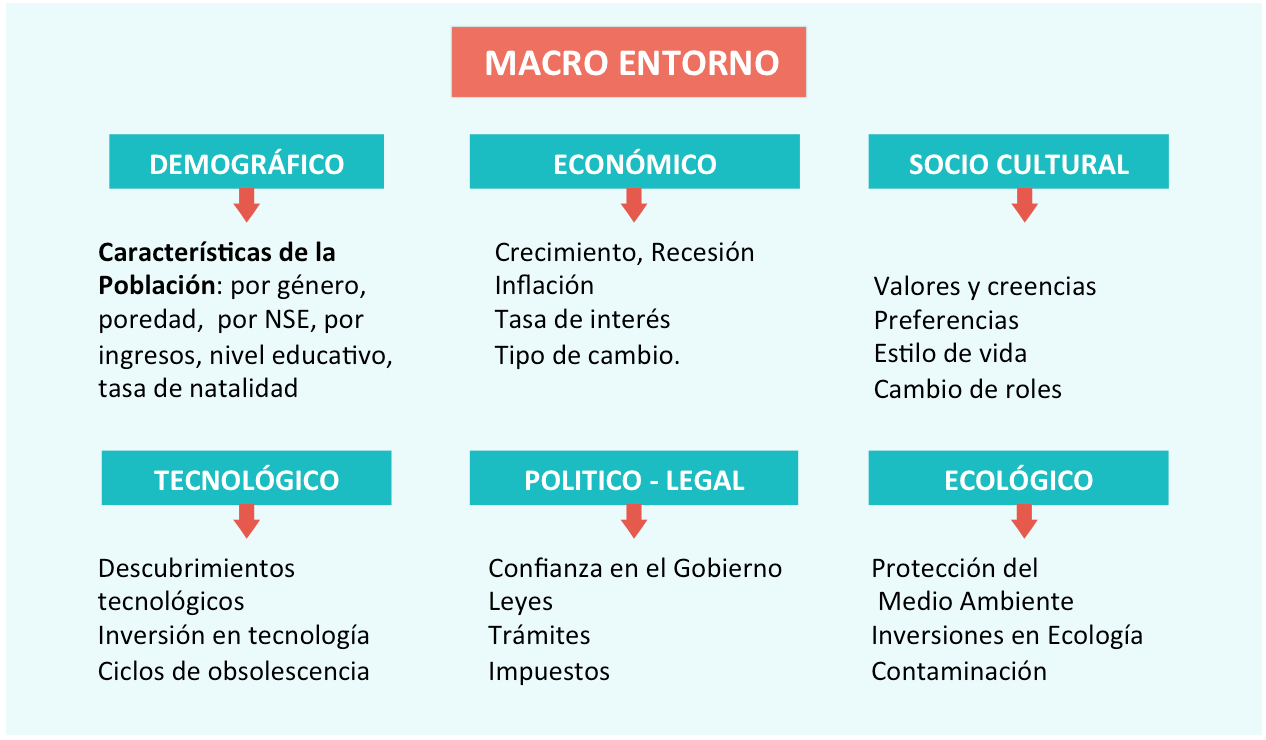 MACRO ENTORNO
DEMOGRÁFICO
Características de la
Población: por género,
poredad, por NSE, por
ingresos, nivel educativo,
tasa de natalidad
ECONÓMICO
Crecimiento, Recesión
Inflación
Tasa de interés
Tipo de cambio.
SOCIO CULTURAL
Valores y creencias
Preferencias
Estilo de vida
Cambio de roles
TECNOLÓGICO
Descubrimientos
tecnológicos
Inversión en tecnología
Ciclos de obsolescencia
POLITICO - LEGAL
Confianza en el Gobierno
Leyes
Trámites
Impuestos
ECOLÓGICO
Protección del
Medio Ambiente
Inversiones en Ecología
Contaminación